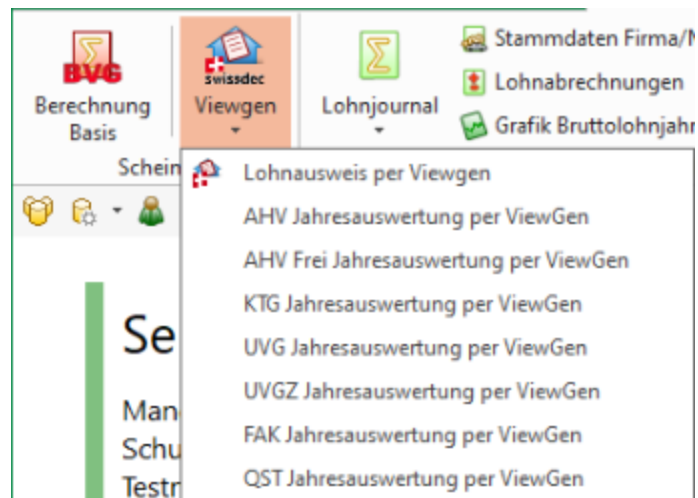 BVG
Berechnung
Basis
swissdec
Viewgen
Lohnjournal
Stammdaten Firma/
Lohnabrechnungen
Grafik Bruttolohnjahr
Schein
Lohnausweis per Viewgen
AHV Jahresauswertung per ViewGen
AHV Frei Jahresauswertung per ViewGen
KTG Jahresauswertung per ViewGen
UVG Jahresauswertung per ViewGen
UVGZ Jahresauswertung per ViewGen
FAK Jahresauswertung per ViewGen
QST Jahresauswertung per ViewGen
Se
Man
Schu
Testr